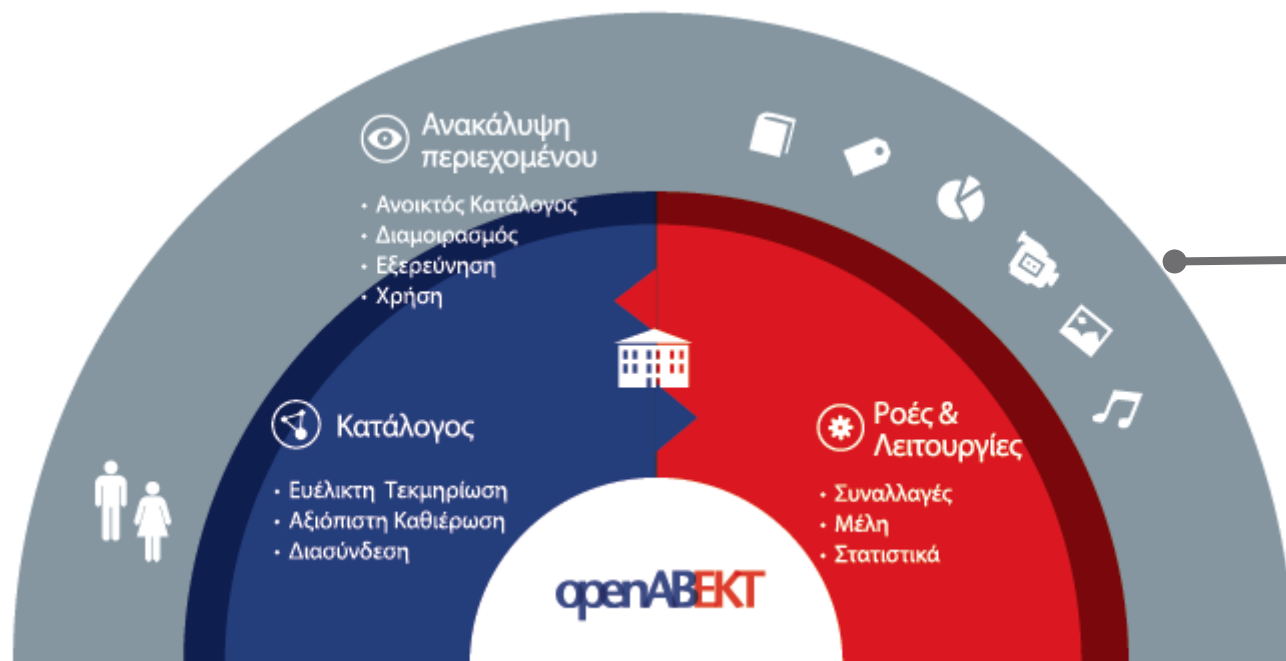 Ανακάλυψη
περιεχομένου
· Ανοικτός Κατάλογος
· Διαμοιρασμός
· Εξερεύνηση
· Χρήση
Κατάλογος
· Ευέλικτη Τεκμηρίωση
· Αξιόπιστη Καθιέρωση
· Διασύνδεση
Ροές &
Λειτουργίες
· Συναλλαγές
· Μέλη
· Στατιστικά
openABEKT